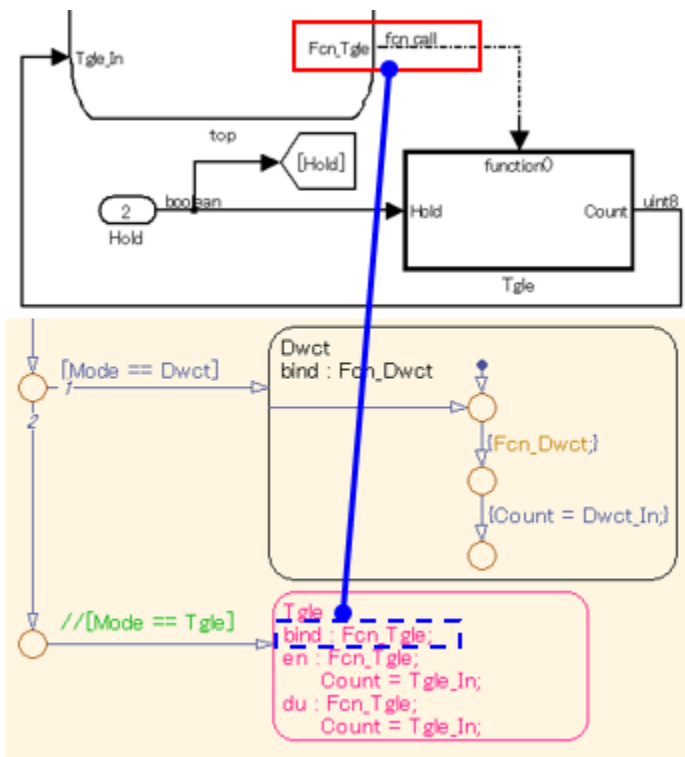 fcn_call
Fcn_Tgle
Tgle_In
top
function()
[Hold]
boolean
uint8
2
Hold
Count
Hold
Tgle
Dwct
[Mode == Dwct]
bind : Fcn_Dwct
1
2
{Fcn_Dwct;}
{Count = Dwct_In;}
//[Mode == Tgle]
Tgle
bind : Fcn_Tgle;
en : Fcn_Tgle;
Count = Tgle_In;
du : Fcn_Tgle;
Count = Tgle_In;